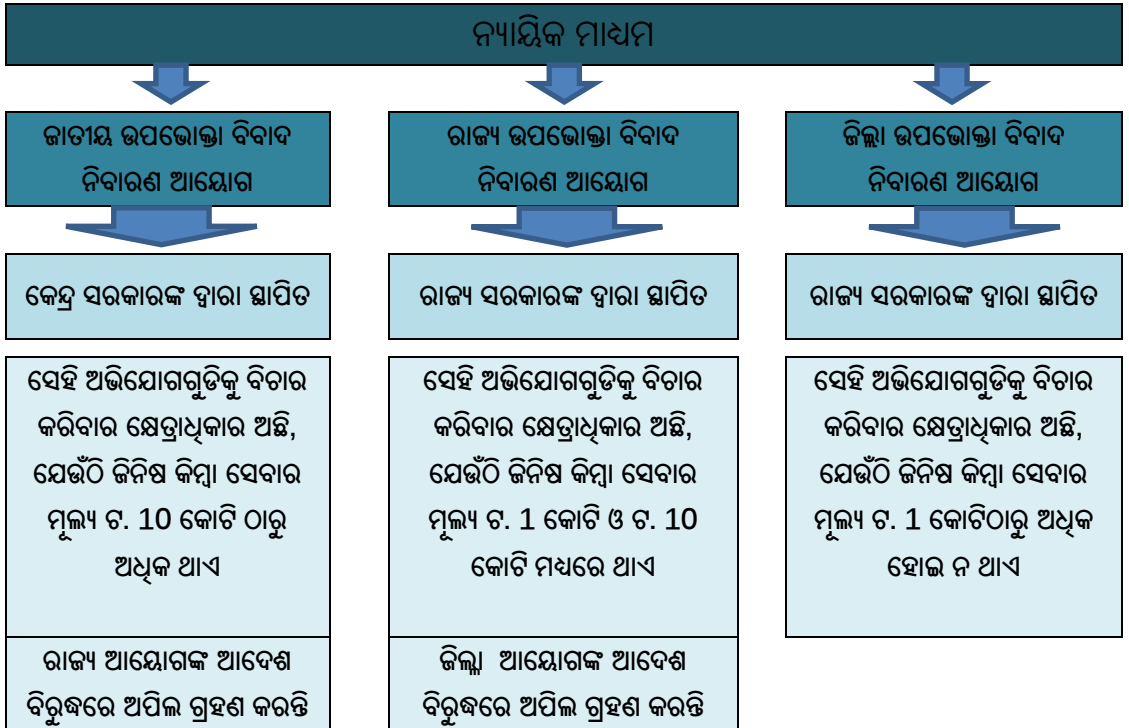 ନ୍ୟାୟିକ ମାଧ୍ୟମ
ଜାତୀୟ ଉପଭୋକ୍ତା ବିବାଦ
ନିବାରଣ ଆୟୋଗ
କେନ୍ଦ୍ର ସରକାରଙ୍କ ଦ୍ୱାରା ସ୍ଥାପିତ
ସେହି ଅଭିଯୋଗଗୁଡିକୁ ବିଚାର
କରିବାର କ୍ଷେତ୍ରାଧିକାର ଅଛି,
ଯେଉଁଠି ଜିନିଷ କିମ୍ବା ସେବାର
ମୂଲ୍ୟ ଟ. 10 କୋଟି ଠାରୁ
ଅଧିକ ଥାଏ
ରାଜ୍ୟ ଆୟୋଗଙ୍କ ଆଦେଶ
ବିରୁଦ୍ଧରେ ଅପିଲ ଗ୍ରହଣ କରନ୍ତି
ରାଜ୍ୟ ଉପଭୋକ୍ତା ବିବାଦ
ନିବାରଣ ଆୟୋଗ
ରାଜ୍ୟ ସରକାରଙ୍କ ଦ୍ୱାରା ସ୍ଥାପିତ
ସେହି ଅଭିଯୋଗଗୁଡିକୁ ବିଚାର
କରିବାର କ୍ଷେତ୍ରାଧିକାର ଅଛି,
ଯେଉଁଠି ଜିନିଷ କିମ୍ବା ସେବାର
ମୂଲ୍ୟ ଟ. 1 କୋଟି ଓ ଟ. 10
କୋଟି ମଧ୍ୟରେ ଥାଏ
ଜିଲ୍ଲା ଆୟୋଗଙ୍କ ଆଦେଶ
ବିରୁଦ୍ଧରେ ଅପିଲ ଗ୍ରହଣ କରନ୍ତି
ଜିଲ୍ଲା ଉପଭୋକ୍ତା ବିବାଦ
ନିବାରଣ ଆୟୋଗ
ରାଜ୍ୟ ସରକାରଙ୍କ ଦ୍ୱାରା ସ୍ଥାପିତ
ସେହି ଅଭିଯୋଗଗୁଡିକୁ ବିଚାର
କରିବାର କ୍ଷେତ୍ରାଧିକାର ଅଛି,
ଯେଉଁଠି ଜିନିଷ କିମ୍ବା ସେବାର
ମୂଲ୍ୟ ଟ. 1 କୋଟିଠାରୁ ଅଧିକ
ହୋଇ ନ ଥାଏ